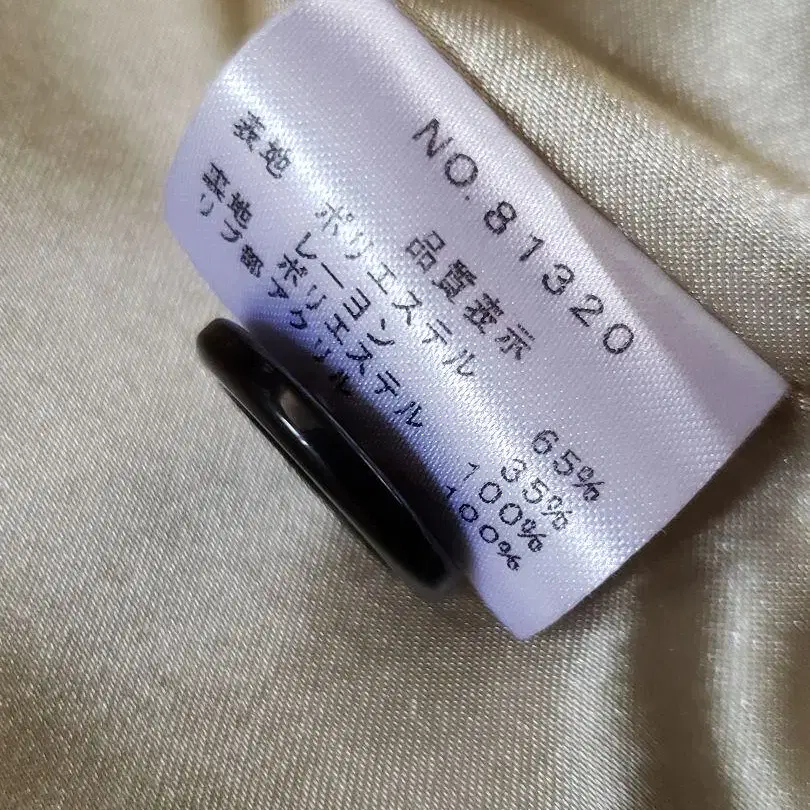 NO.81320
品質表示
表地 ポリエステル 65%
レーヨン 35%
裏地 ポリエステル 100%
リブ部 アクリル 100%